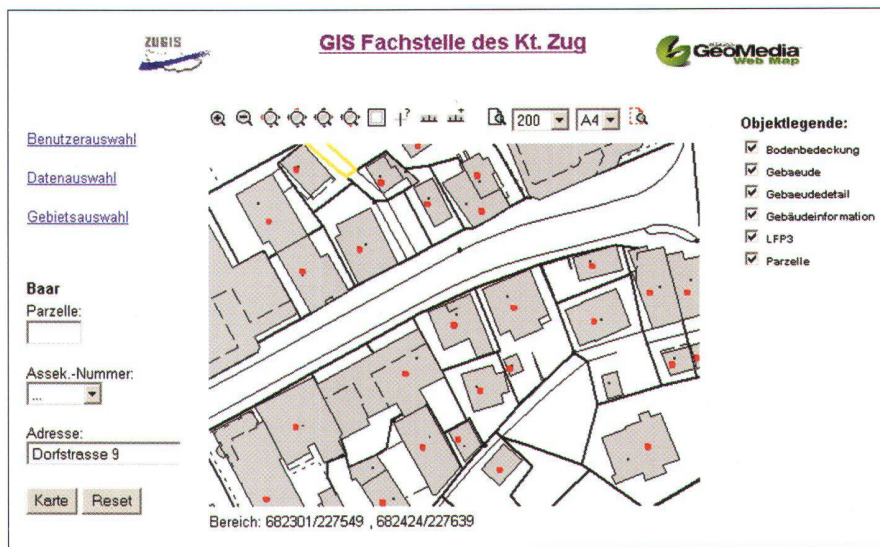 ZUGIS
GIS Fachstelle des Kt. Zug
GeoMedia
Web Map
200
A4
Benutzerauswahl
Datenauswahl
Gebietsauswahl
Baar
Parzelle:
Assek.-Nummer:
...
Adresse:
Dorfstrasse 9
Karte Reset
Objektlegende:
Bodenbedeckung
Gebaeude
Gebaeudedetail
Gebäudeinformation
LFP3
Parzelle
Bereich: 682301/227549 , 682424/227639